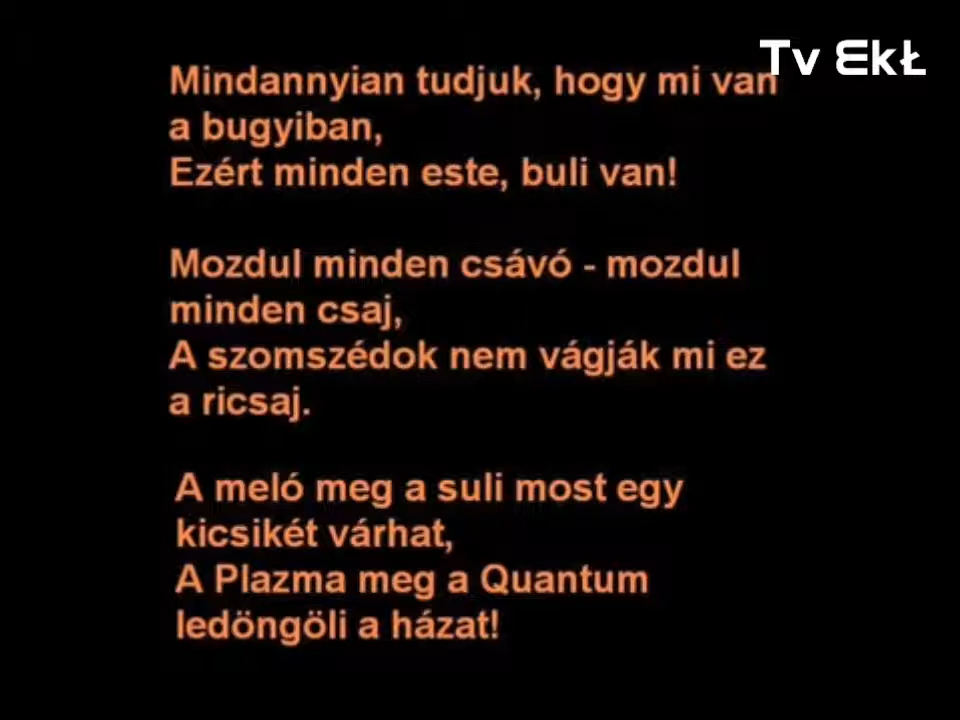 Tv EkŁ
Mindannyian tudjuk, hogy mi van
a bugyiban,
Ezért minden este, buli van!
Mozdul minden csávó - mozdul
minden csaj,
A szomszédok nem vágják mi ez
a ricsaj.
A meló meg a suli most egy
kicsikét várhat,
A Plazma meg a Quantum
ledöngöli a házat!